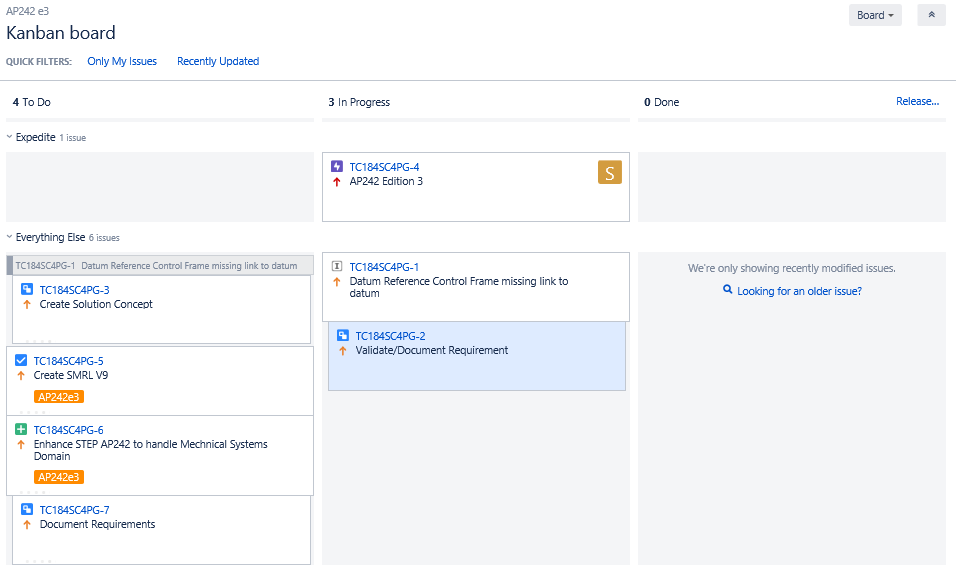 AP242 e3
Board
Kanban board
QUICK FILTERS: Only My Issues Recently Updated
4 To Do
3 In Progress
0 Done
Release...
Expedite 1 issue
TC184SC4PG-4
AP242 Edition 3
S
Everything Else 6 issues
TC184SC4PG-1 Datum Reference Control Frame missing link to datum
TC184SC4PG-3
Create Solution Concept
TC184SC4PG-5
Create SMRL V9
AP242e3
TC184SC4PG-6
Enhance STEP AP242 to handle Mechnical Systems
Domain
AP242e3
TC184SC4PG-7
Document Requirements
TC184SC4PG-1
Datum Reference Control Frame missing link to
datum
TC184SC4PG-2
Validate/Document Requirement
We're only showing recently modified issues.
Looking for an older issue?